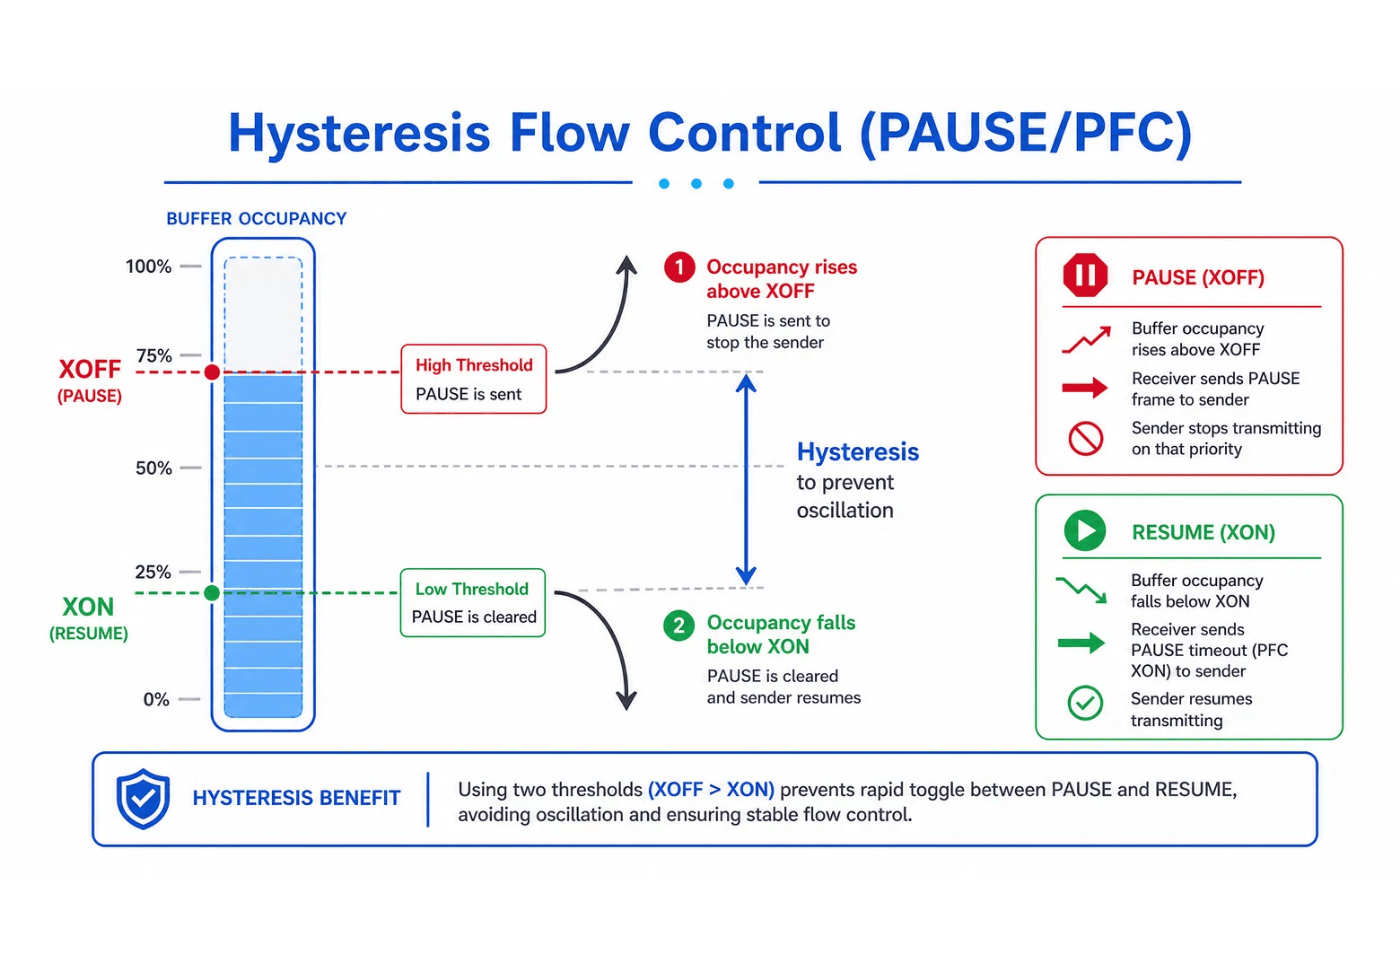 Hysteresis Flow Control (PAUSE/PFC)
BUFFER OCCUPANCY
100%
75%
XOFF
(PAUSE)
50%
25%
XON
(RESUME)
0%
High Threshold
PAUSE is sent
Low Threshold
PAUSE is cleared
1
Occupancy rises
above XOFF
PAUSE is sent to
stop the sender
Hysteresis
to prevent
oscillation
2
Occupancy falls
below XON
PAUSE is cleared
and sender resumes
PAUSE (XOFF)
Buffer occupancy
rises above XOFF
Receiver sends PAUSE
frame to sender
Sender stops transmitting
on that priority
RESUME (XON)
Buffer occupancy
falls below XON
Receiver sends
PAUSE timeout (PFC
XON) to sender
Sender resumes
transmitting
HYSTERESIS BENEFIT
Using two thresholds (XOFF > XON) prevents rapid toggle between PAUSE and RESUME,
avoiding oscillation and ensuring stable flow control.